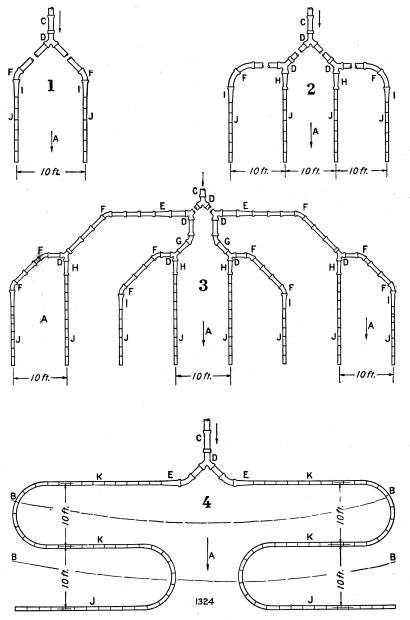 C
D
F F
1
I I
J J
A
10 ft.
C
D
F D D F
I H H I
2
J J J J
A
10 ft. 10 ft. 10 ft.
C
D
F E D D E F
G G
F D D F D F D F
H H H H
F F F F
I I
3
A A A
J J J J J J J J
10 ft. 10 ft. 10 ft.
C
D
K E E K
B B
4
10 ft. 10 ft.
K K
A
B B
10 ft. 10 ft.
J 1324 J